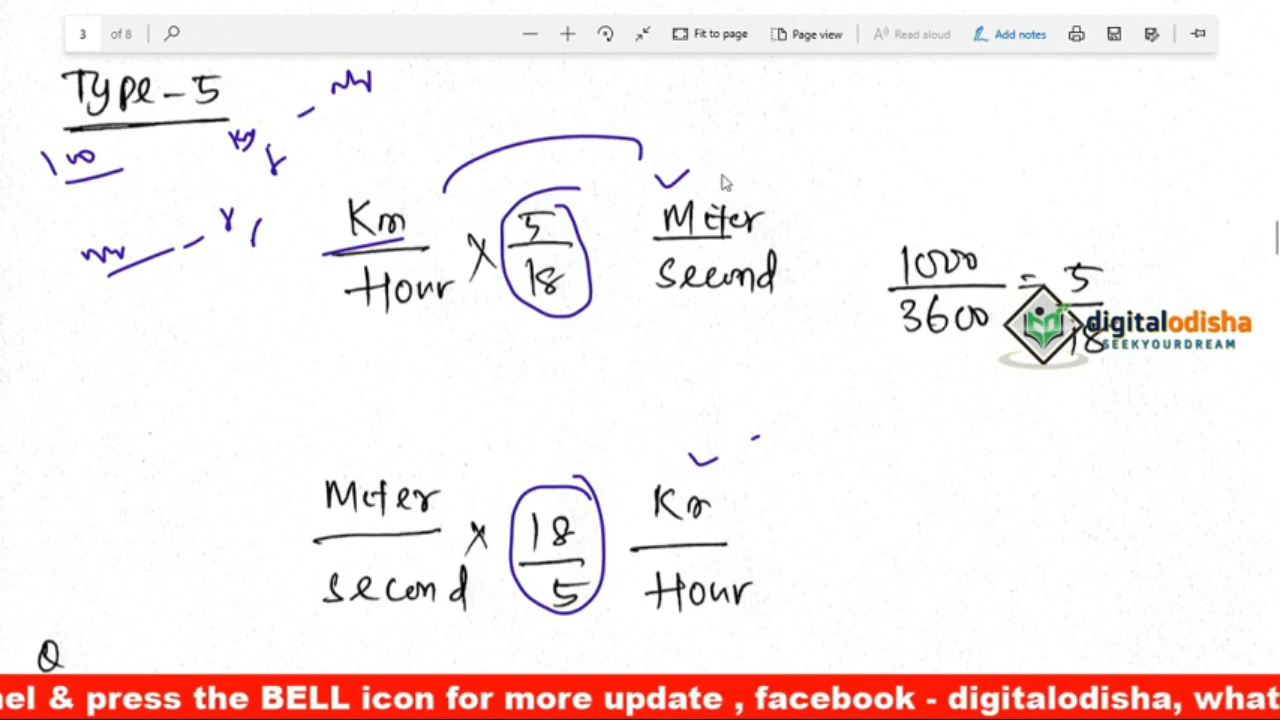 3 of 8 Fit to page Page view Read aloud Add notes
Type - 5
100
Km / Hour × 5 / 18 Meter / Second
1000 / 3600 = 5 / 18
digitalodisha
SEEKYOURDREAM
Meter / Second × 18 / 5 Km / Hour
Q
nel & press the BELL icon for more update , facebook - digitalodisha, what